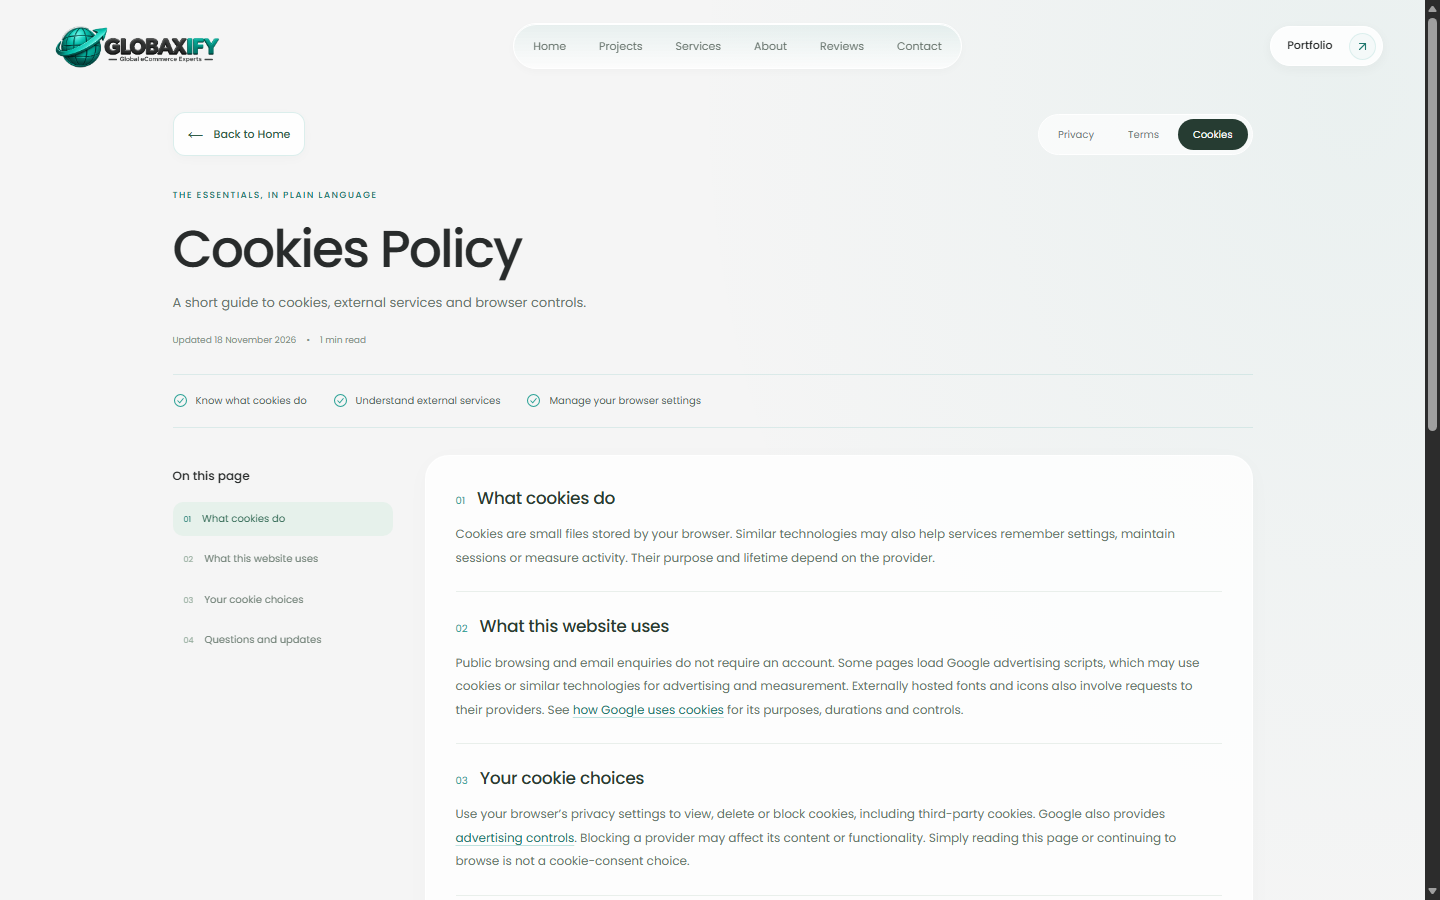 GLOBAXIFY
Global eCommerce Experts
Home
Projects
Services
About
Reviews
Contact
Portfolio
Back to Home
Privacy
Terms
Cookies
THE ESSENTIALS, IN PLAIN LANGUAGE
Cookies Policy
A short guide to cookies, external services and browser controls.
Updated 18 November 2026 • 1 min read
Know what cookies do
Understand external services
Manage your browser settings
On this page
01 What cookies do
02 What this website uses
03 Your cookie choices
04 Questions and updates
01 What cookies do
Cookies are small files stored by your browser. Similar technologies may also help services remember settings, maintain
sessions or measure activity. Their purpose and lifetime depend on the provider.
02 What this website uses
Public browsing and email enquiries do not require an account. Some pages load Google advertising scripts, which may use
cookies or similar technologies for advertising and measurement. Externally hosted fonts and icons also involve requests to
their providers. See how Google uses cookies for its purposes, durations and controls.
03 Your cookie choices
Use your browser’s privacy settings to view, delete or block cookies, including third-party cookies. Google also provides
advertising controls. Blocking a provider may affect its content or functionality. Simply reading this page or continuing to
browse is not a cookie-consent choice.